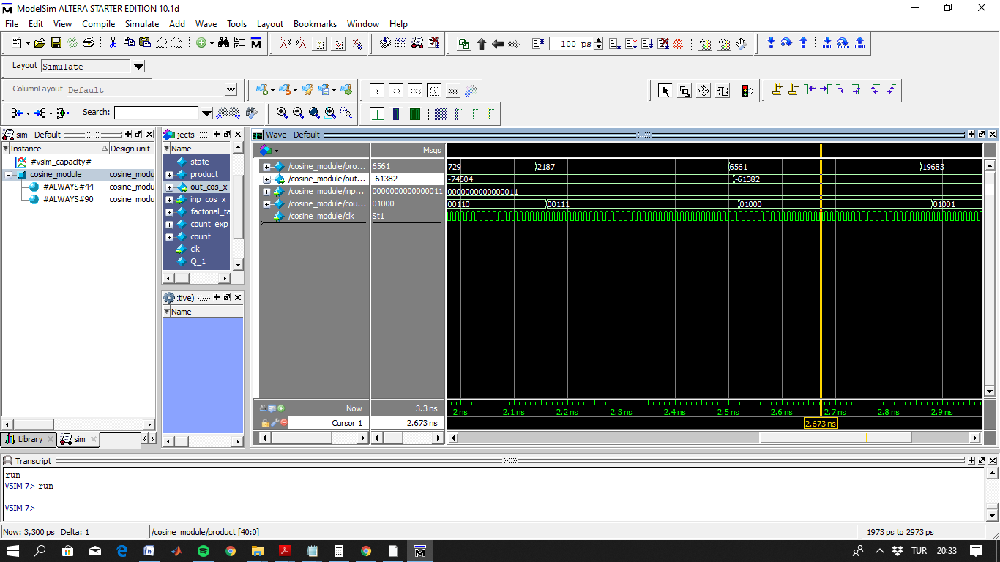 ModelSim ALTERA STARTER EDITION 10.1d
File Edit View Compile Simulate Add Wave Tools Layout Bookmarks Window Help
100 ps
Layout Simulate
ColumnLayout Default
Search:
sim - Default
Instance Design unit
#vsim_capacity#
cosine_module cosine_modu
#ALWAYS#44 cosine_modu
#ALWAYS#90 cosine_modu
Library sim
jects
Name
state
product
out_cos_x
inp_cos_x
factorial_ta
count_exp_
count
clk
Q_1
:tive)
Name
Wave - Default
Msgs
/cosine_module/pro... 6561 729 2187 6561 19683
/cosine_module/out... -61382 -74504 -61382
/cosine_module/inp... 0000000000000011 0000000000000011
/cosine_module/cou... 01000 00110 00111 01000 01001
/cosine_module/clk St1
Now 3.3 ns 2 ns 2.1 ns 2.2 ns 2.3 ns 2.4 ns 2.5 ns 2.6 ns 2.7 ns 2.8 ns 2.9 ns
Cursor 1 2.673 ns 2.673 ns
Transcript
run
VSIM 7> run
VSIM 7>
Now: 3,300 ps Delta: 1 /cosine_module/product [40:0] 1973 ps to 2973 ps
TUR 20:33